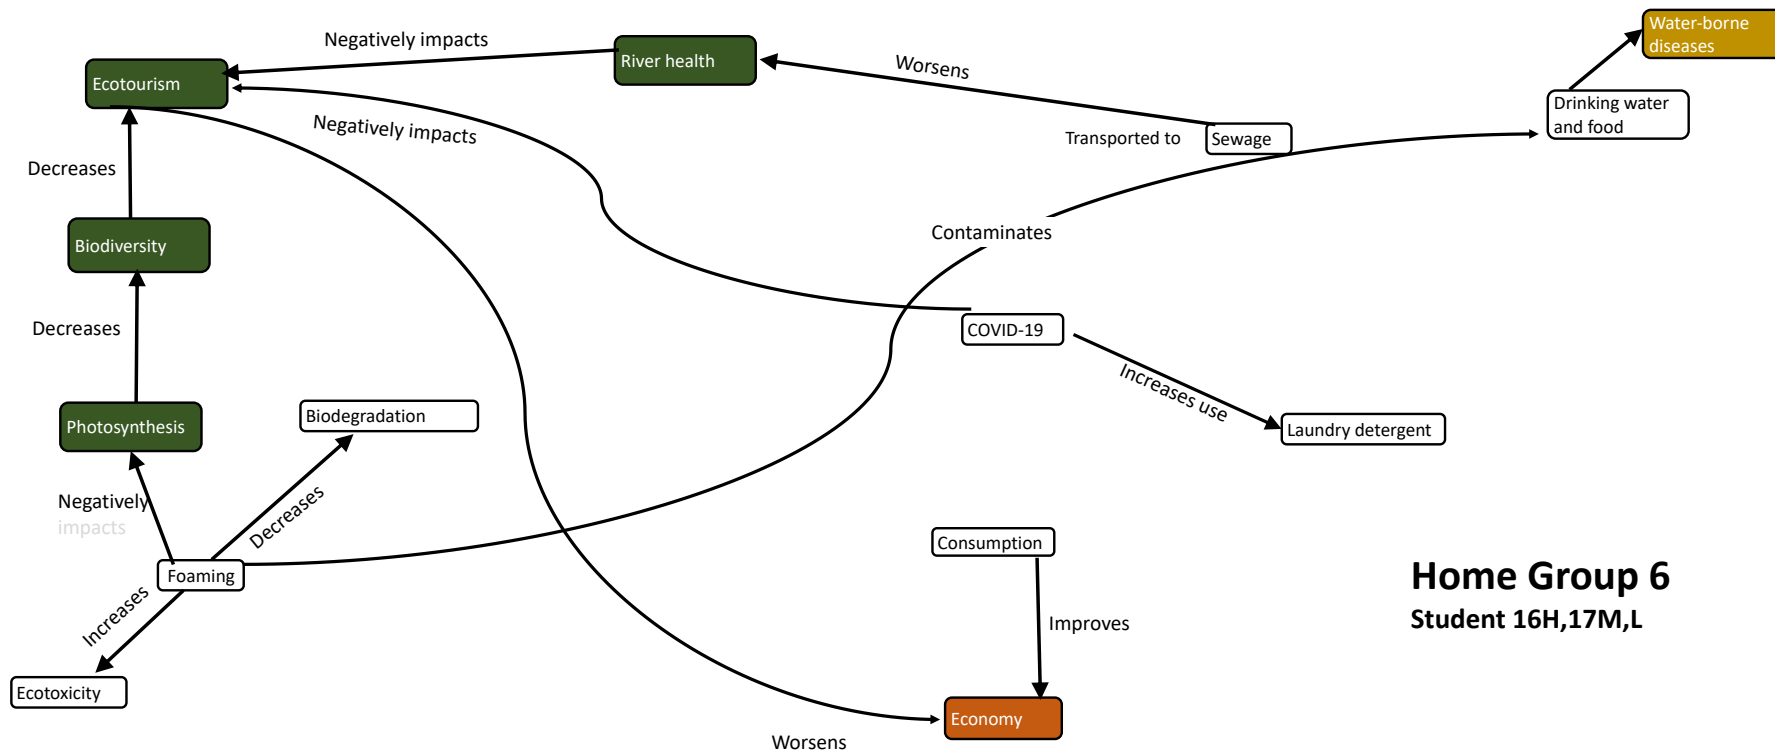 Water-borne
diseases
Negatively impacts
River health
Worsens
Ecotourism
Drinking water
and food
Negatively impacts
Transported to
Sewage
Decreases
Contaminates
Biodiversity
Decreases
COVID-19
Increases use
Biodegradation
Photosynthesis
Laundry detergent
Negatively
impacts
Decreases
Consumption
Foaming
Home Group 6
Increases
Improves
Student 16H,17M,L
Ecotoxicity
Economy
Worsens